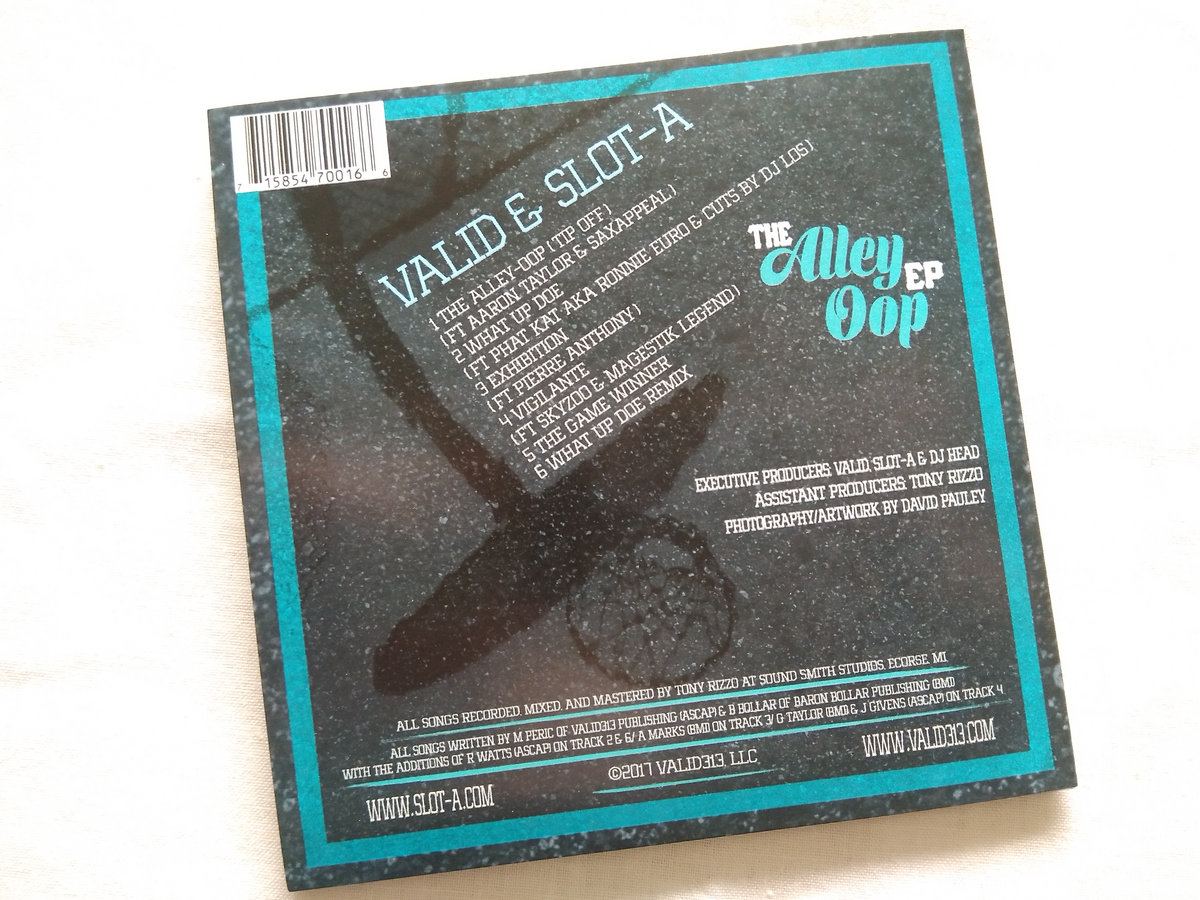 7 15854 70016 6
VALID & SLOT-A
1 THE ALLEY-OOP (TIP OFF)
(FT AARON TAYLOR & SAXAPPEAL)
2 WHAT UP DOE
(FT PHAT KAT AKA RONNIE EURO & CUTS BY DJ LOS)
3 EXHIBITION
(FT PIERRE ANTHONY)
4 VIGILANTE
(FT SKYZOO & MAGESTIK LEGEND)
5 THE GAME WINNER
6 WHAT UP DOE REMIX
THE Alley EP
Oop
EXECUTIVE PRODUCERS: VALID, SLOT-A & DJ HEAD
ASSISTANT PRODUCERS: TONY RIZZO
PHOTOGRAPHY/ARTWORK BY DAVID PAULEY
ALL SONGS RECORDED, MIXED, AND MASTERED BY TONY RIZZO AT SOUND SMITH STUDIOS, ECORSE, MI
ALL SONGS WRITTEN BY M PERIC OF VALID313 PUBLISHING (ASCAP) & B BOLLAR OF BARON BOLLAR PUBLISHING (BMI)
WITH THE ADDITIONS OF R WATTS (ASCAP) ON TRACK 2 & 6/ A MARKS (BMI) ON TRACK 3/ G TAYLOR (BMI) & J GIVENS (ASCAP) ON TRACK 4
©2017 VALID313, LLC
WWW.SLOT-A.COM
WWW.VALID313.COM